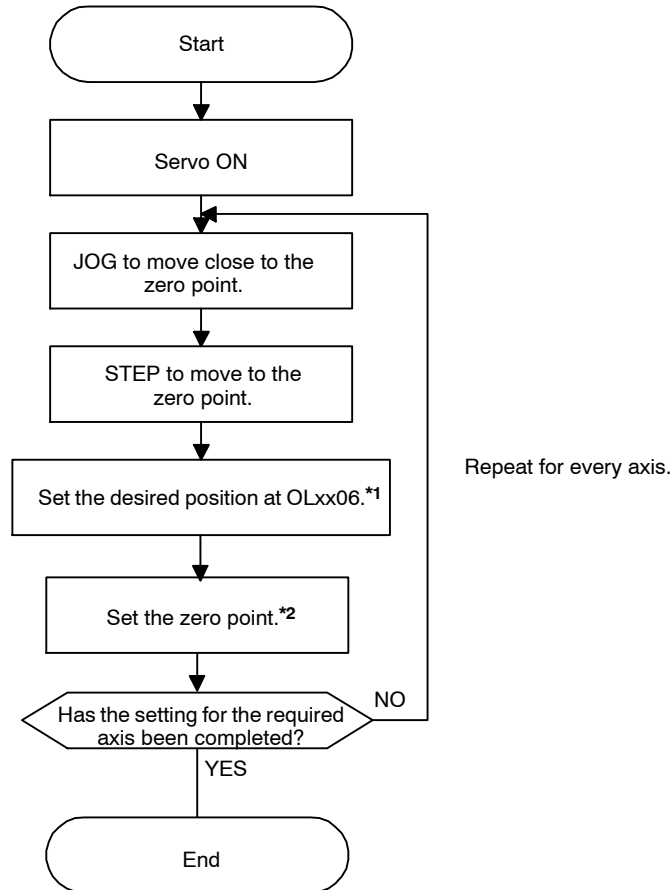 Start
Servo ON
JOG to move close to the
zero point.
STEP to move to the
zero point.
Set the desired position at OLxx06.*1
Repeat for every axis.
Set the zero point.*2
NO
Has the setting for the required
axis been completed?
YES
End